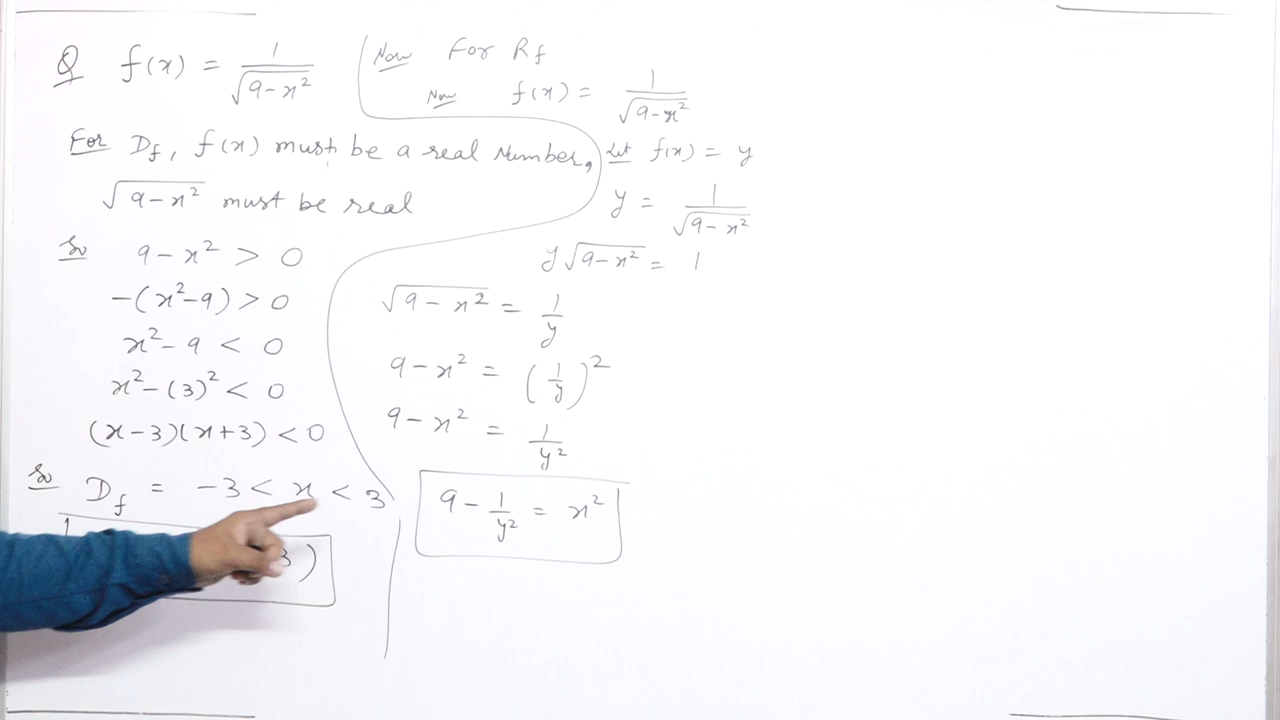 Q f(x) = 1/√(9-x²)
For Df, f(x) must be a real Number,
√(9-x²) must be real
So 9-x² > 0
-(x²-9) > 0
x²-9 < 0
x²-(3)² < 0
(x-3)(x+3) < 0
So Df = -3 < x < 3
3)
Now For Rf
Now f(x) = 1/√(9-x²)
Let f(x) = y
y = 1/√(9-x²)
y√(9-x²) = 1
√(9-x²) = 1/y
9-x² = (1/y)²
9-x² = 1/y²
9 - 1/y² = x²